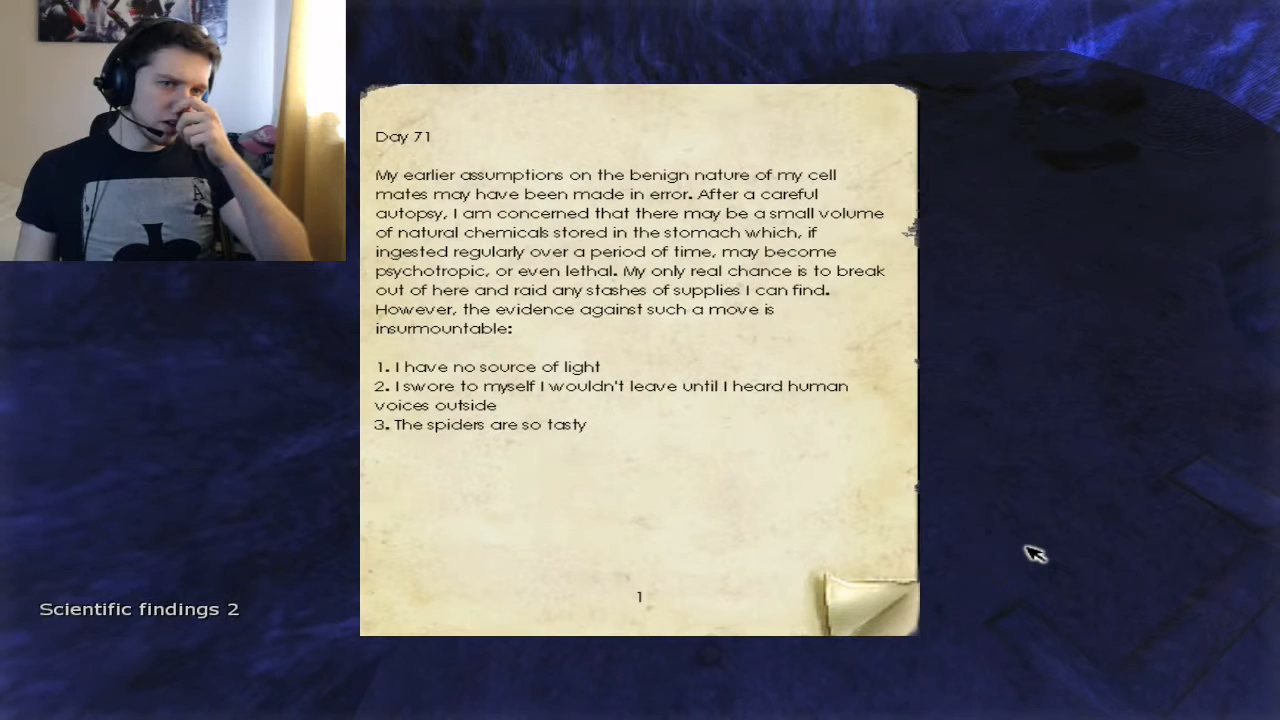 A
Day 71
My earlier assumptions on the benign nature of my cell
mates may have been made in error. After a careful
autopsy, I am concerned that there may be a small volume
of natural chemicals stored in the stomach which, if
ingested regularly over a period of time, may become
psychotropic, or even lethal. My only real chance is to break
out of here and raid any stashes of supplies I can find.
However, the evidence against such a move is
insurmountable:
1. I have no source of light
2. I swore to myself I wouldn't leave until I heard human
voices outside
3. The spiders are so tasty
1
Scientific findings 2